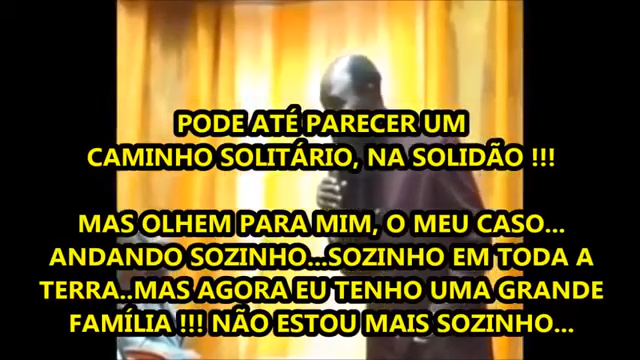 PODE ATÉ PARECER UM
CAMINHO SOLITÁRIO, NA SOLIDÃO !!!
MAS OLHEM PARA MIM, O MEU CASO...
ANDANDO SOZINHO...SOZINHO EM TODA A
TERRA..MAS AGORA EU TENHO UMA GRANDE
FAMÍLIA !!! NÃO ESTOU MAIS SOZINHO...